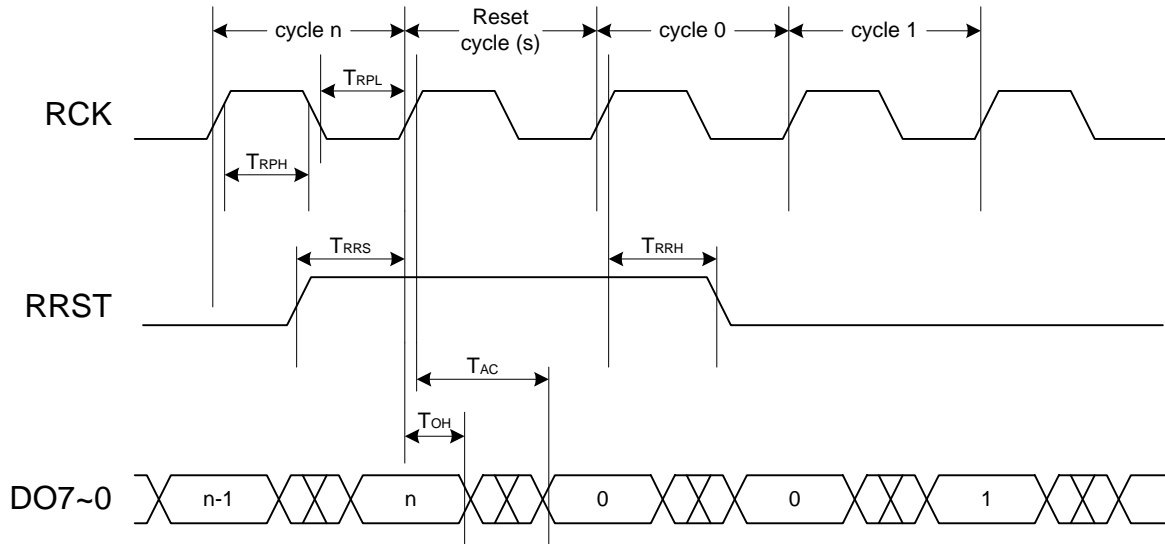 cycle n
Reset
cycle (s)
cycle 0
cycle 1
TRPL
RCK
TRPH
TRRS
TRRH
RRST
TAC
TOH
DO7~0
n-1
n
0
0
1